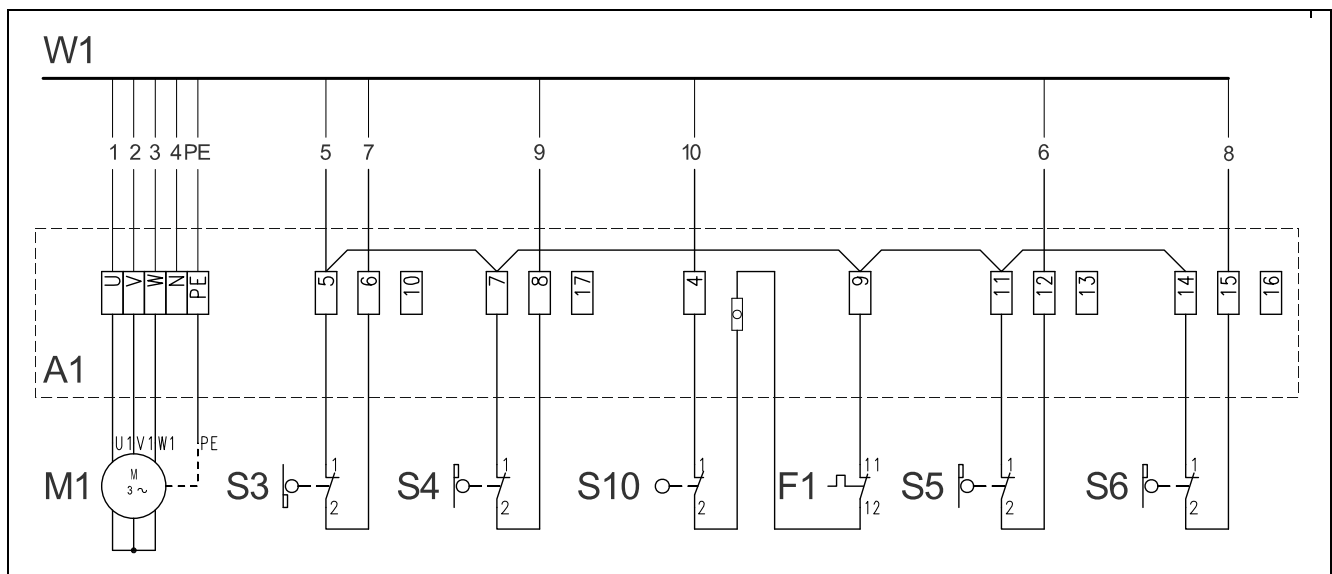 W1
1 2 3 4 PE 5 7 9 10 6 8
U V W N PE 5 6 10 7 8 17 4 9 11 12 13 14 15 16
A1
U1 V1 W1 PE
M1 M 3 ~ S3 1 2 S4 1 2 S10 1 2 F1 11 12 S5 1 2 S6 1 2